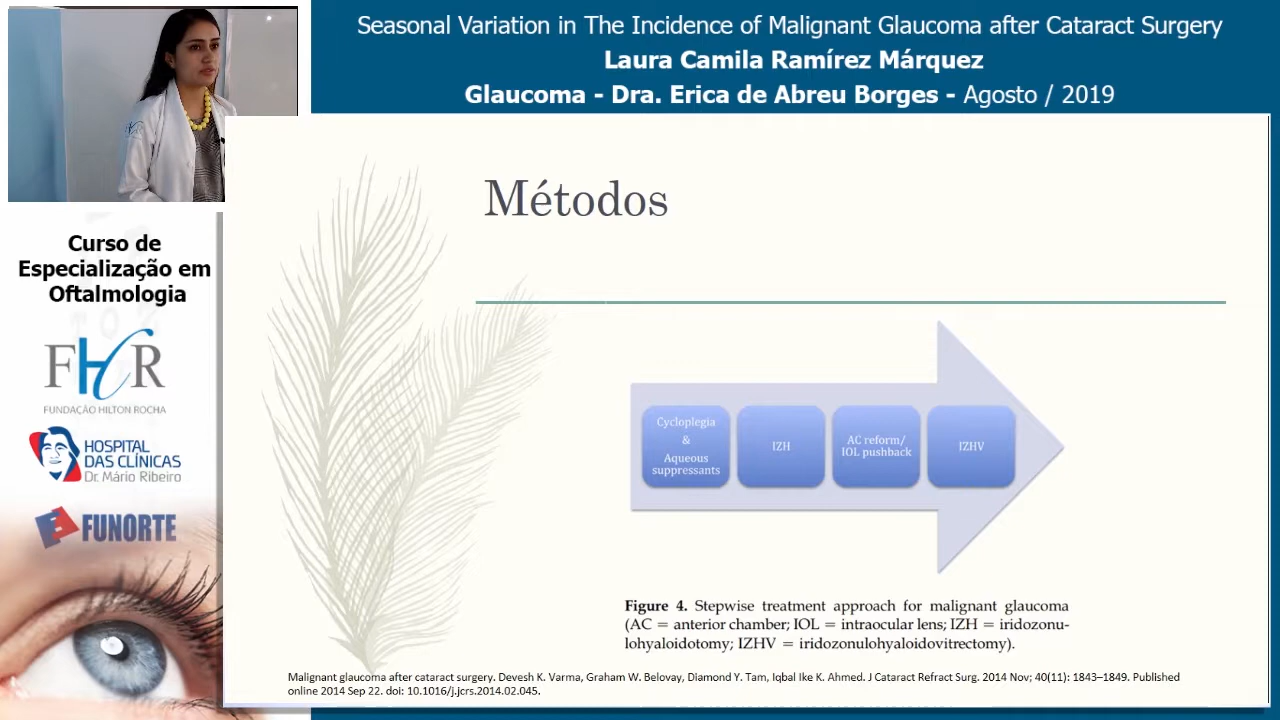 Seasonal Variation in The Incidence of Malignant Glaucoma after Cataract Surgery
Laura Camila Ramírez Márquez
Glaucoma - Dra. Erica de Abreu Borges - Agosto / 2019
Curso de
Especialização em
Oftalmologia
FHR
FUNDAÇÃO HILTON ROCHA
HOSPITAL
DAS CLÍNICAS
Dr. Mário Ribeiro
FUNORTE
Métodos
Cycloplegia
&
Aqueous
suppressants
IZH
AC reform/
IOL pushback
IZHV
Figure 4. Stepwise treatment approach for malignant glaucoma
(AC = anterior chamber; IOL = intraocular lens; IZH = iridozonu-
lohyaloidotomy; IZHV = iridozonulohyaloidovitrectomy).
Malignant glaucoma after cataract surgery. Devesh K. Varma, Graham W. Belovay, Diamond Y. Tam, Iqbal Ike K. Ahmed. J Cataract Refract Surg. 2014 Nov; 40(11): 1843–1849. Published
online 2014 Sep 22. doi: 10.1016/j.jcrs.2014.02.045.